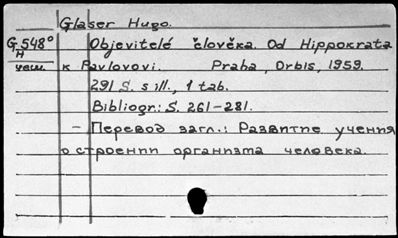 Glaser Hugo.
G.548° Objevitelé člověka. Od Hippokrata
H
чеш. k Pavlovovi. Praha, Orbis, 1959.
291 S. s ill., 1 tab.
Bibliogr: S. 261-281.
- Перевод загл.: Развитие учения
о строении организма человека.